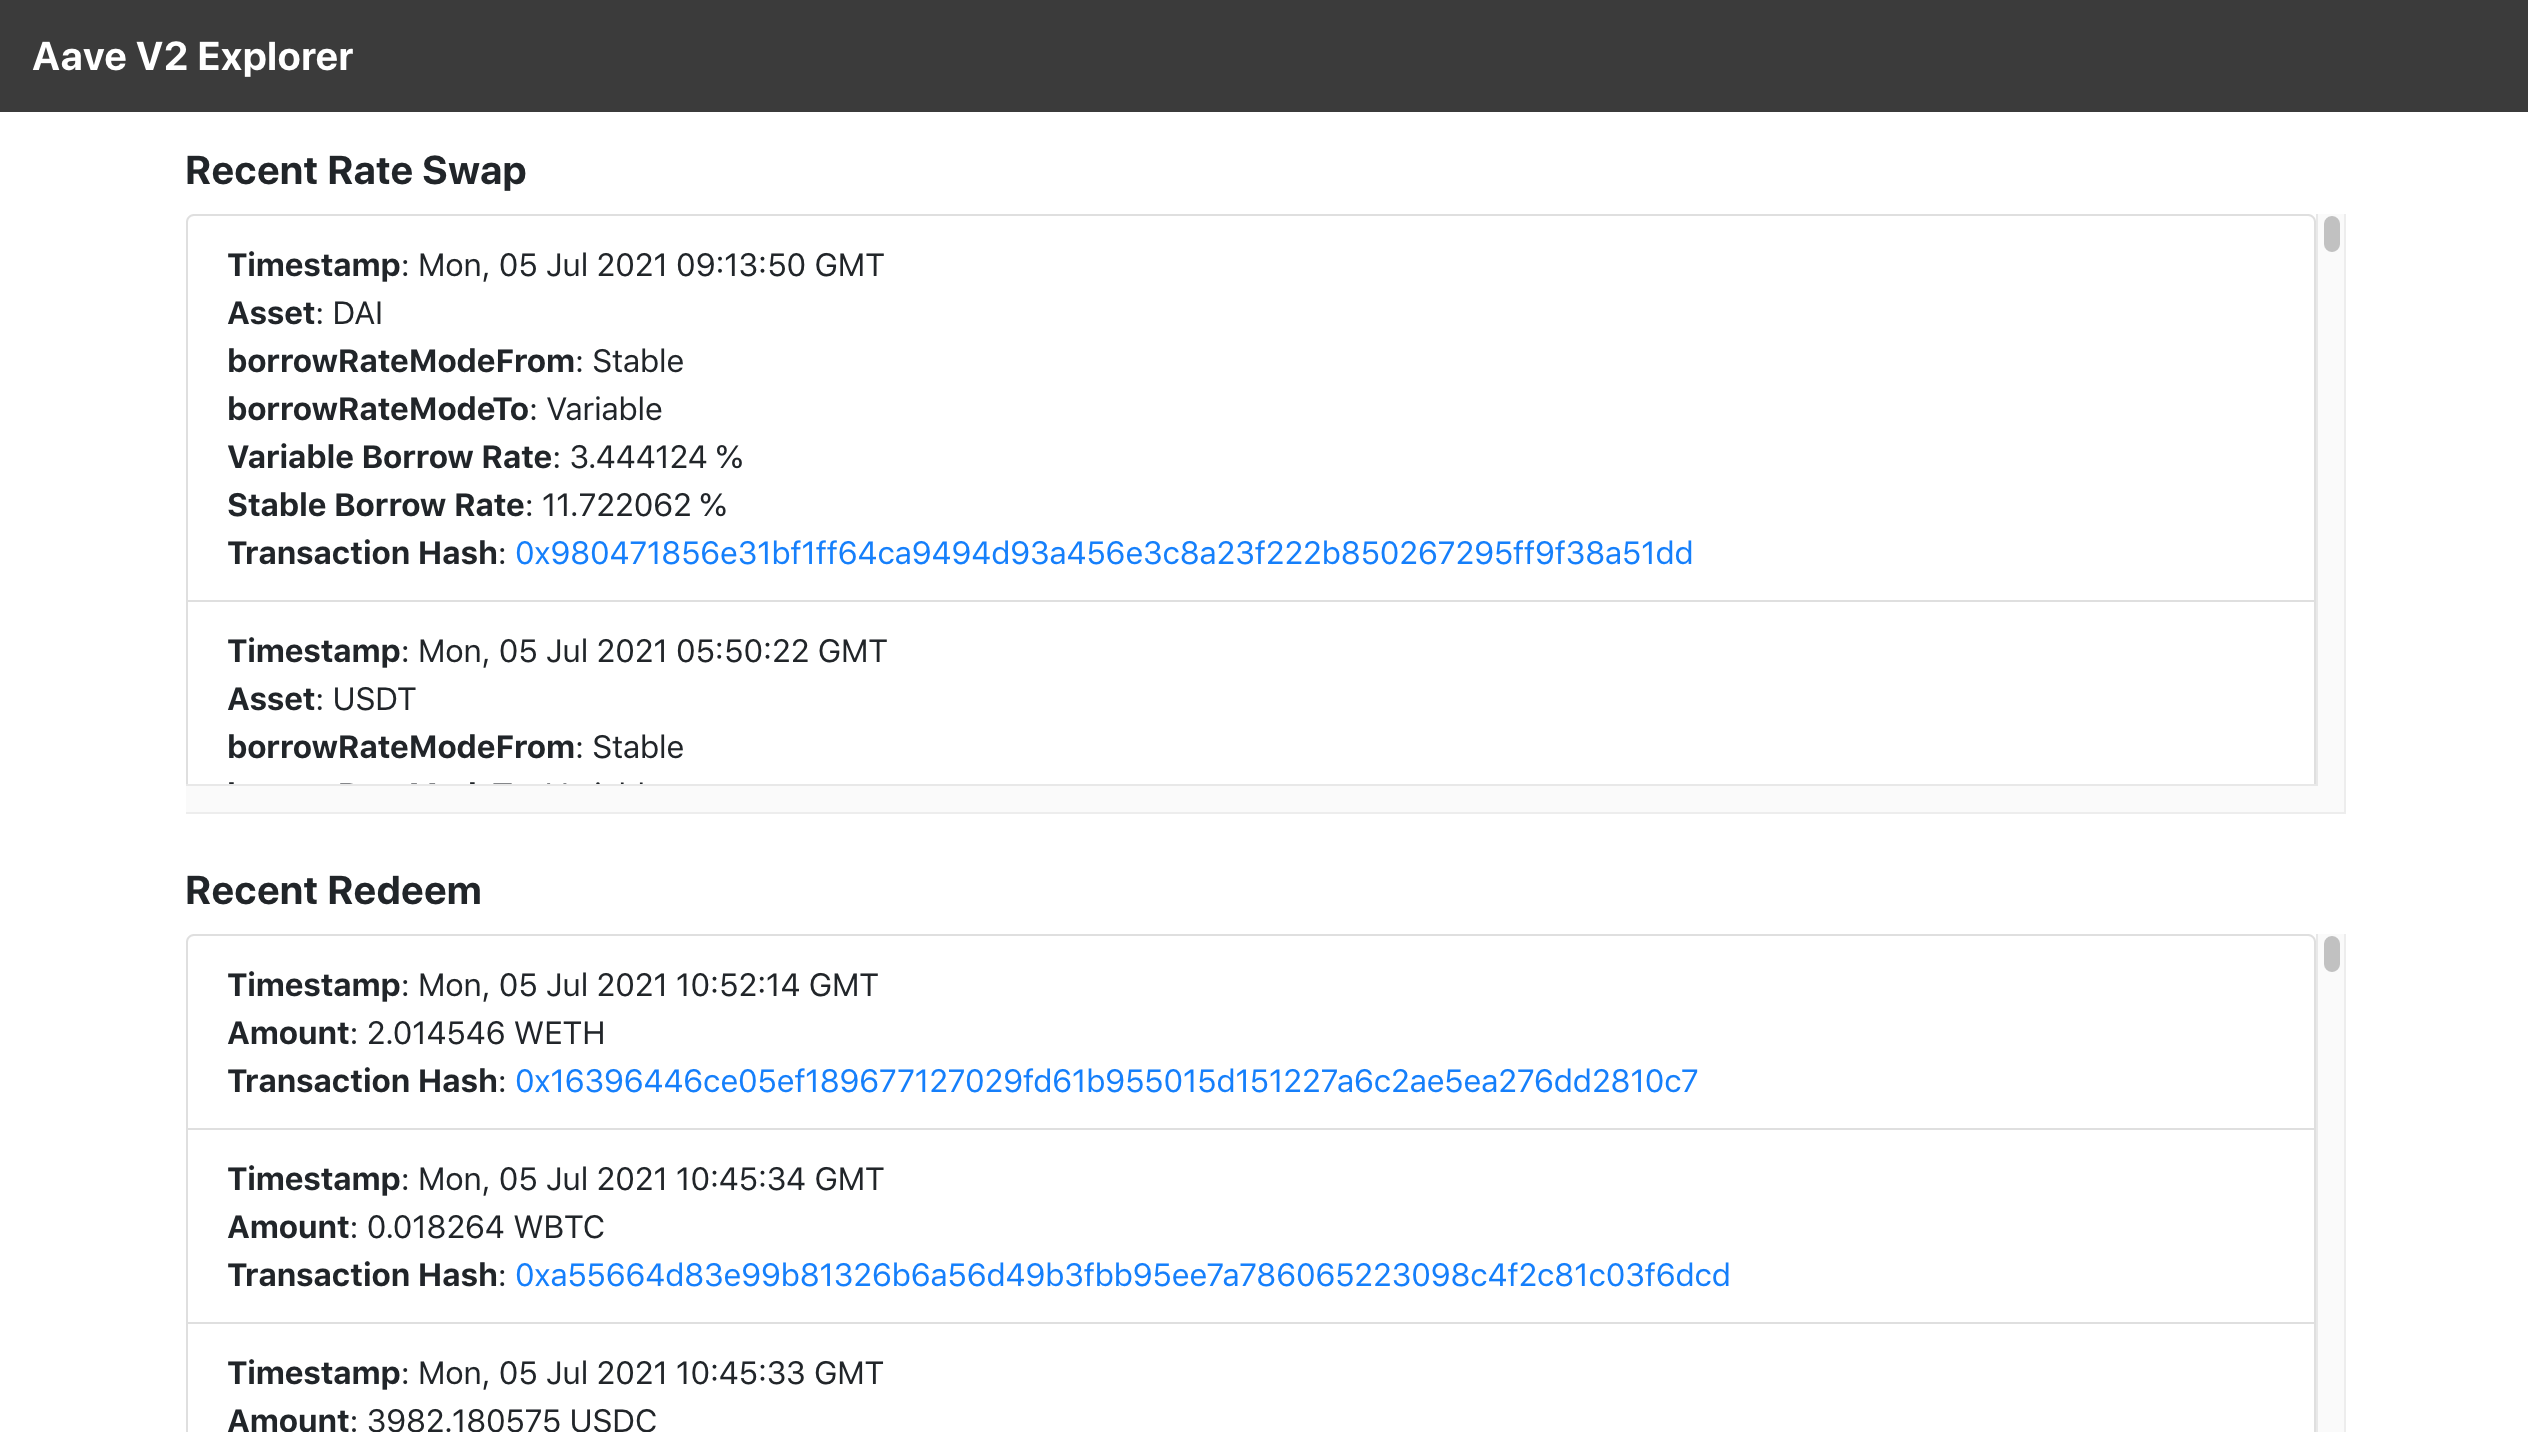 Aave V2 Explorer
Recent Rate Swap
Timestamp: Mon, 05 Jul 2021 09:13:50 GMT
Asset: DAI
borrowRateModeFrom: Stable
borrowRateModeTo: Variable
Variable Borrow Rate: 3.444124 %
Stable Borrow Rate: 11.722062 %
Transaction Hash: 0x980471856e31bf1ff64ca9494d93a456e3c8a23f222b850267295ff9f38a51dd
Timestamp: Mon, 05 Jul 2021 05:50:22 GMT
Asset: USDT
borrowRateModeFrom: Stable
Recent Redeem
Timestamp: Mon, 05 Jul 2021 10:52:14 GMT
Amount: 2.014546 WETH
Transaction Hash: 0x16396446ce05ef189677127029fd61b955015d151227a6c2ae5ea276dd2810c7
Timestamp: Mon, 05 Jul 2021 10:45:34 GMT
Amount: 0.018264 WBTC
Transaction Hash: 0xa55664d83e99b81326b6a56d49b3fbb95ee7a786065223098c4f2c81c03f6dcd
Timestamp: Mon, 05 Jul 2021 10:45:33 GMT
Amount: 3982.180575 USDC